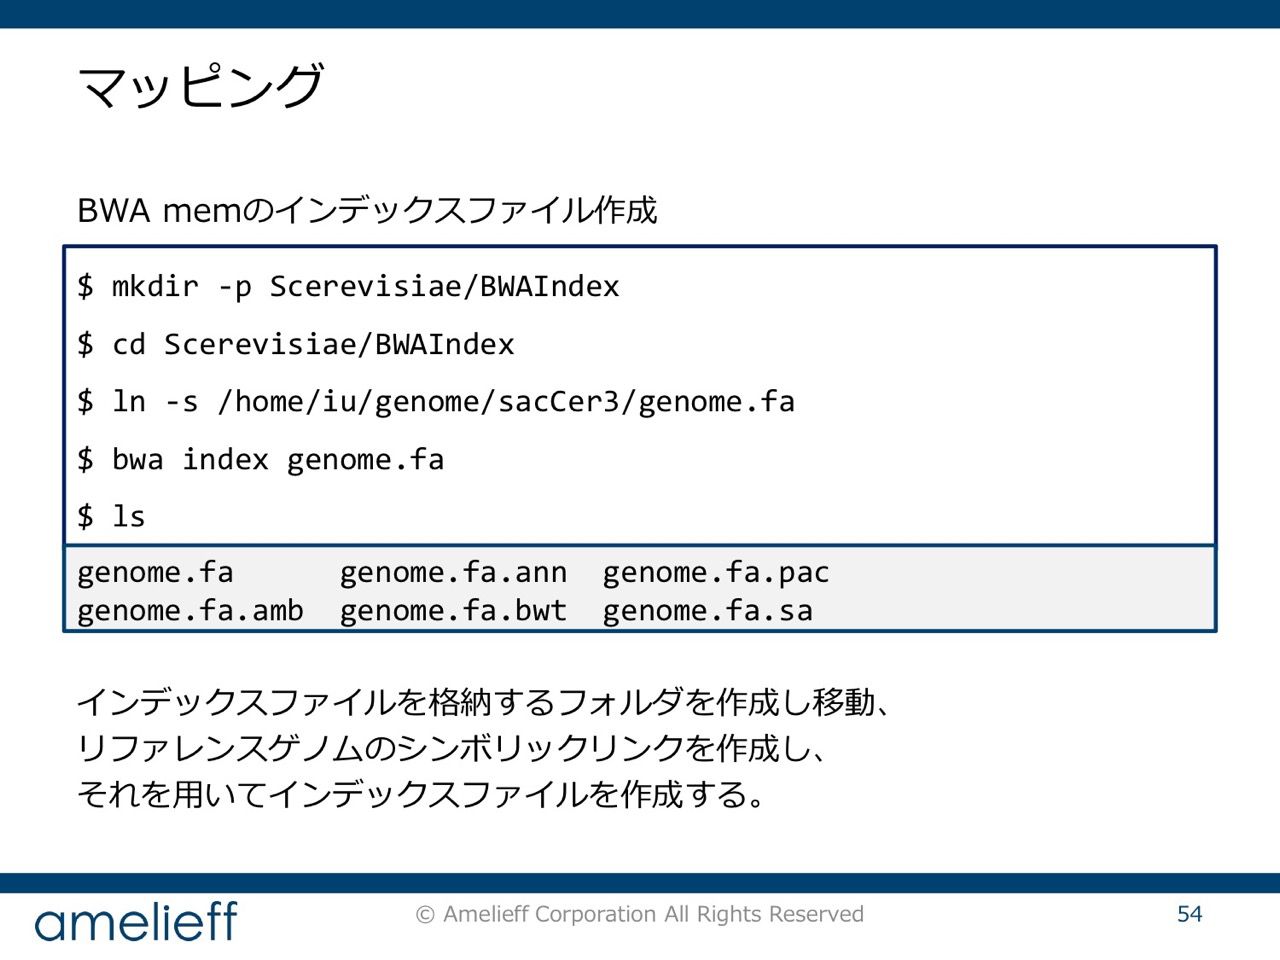 マッピング
BWA memのインデックスファイル作成
$ mkdir -p Scerevisiae/BWAIndex
$ cd Scerevisiae/BWAIndex
$ ln -s /home/iu/genome/sacCer3/genome.fa
$ bwa index genome.fa
$ ls
genome.fa      genome.fa.ann  genome.fa.pac
genome.fa.amb  genome.fa.bwt  genome.fa.sa
インデックスファイルを格納するフォルダを作成し移動、
リファレンスゲノムのシンボリックリンクを作成し、
それを用いてインデックスファイルを作成する。
amelieff
© Amelieff Corporation All Rights Reserved
54